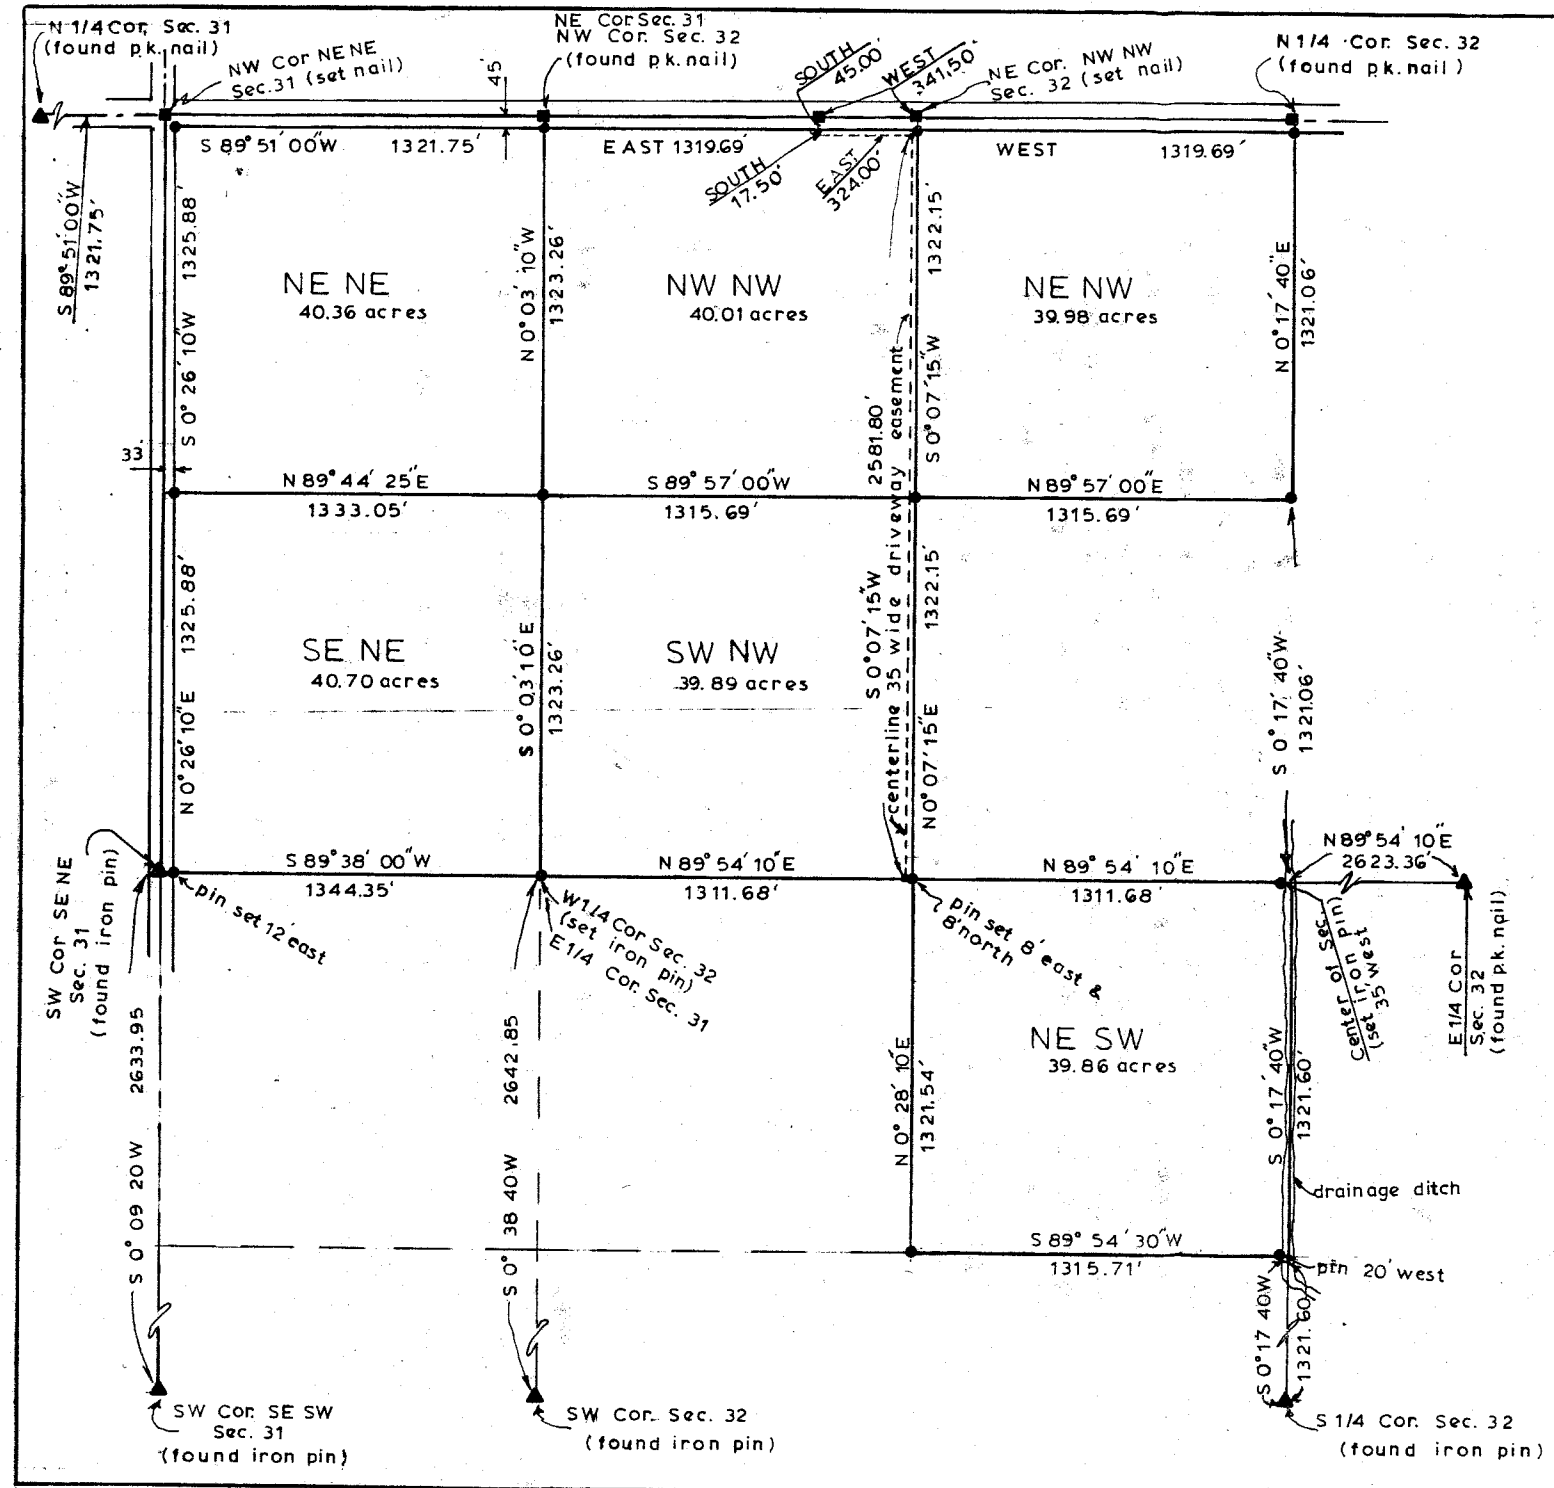 N 1/4 Cor. Sec. 31
(found p.k. nail)
NW Cor NE NE
Sec. 31 (set nail)
45'
NE Cor Sec. 31
NW Cor. Sec. 32
(found p.k. nail)
SOUTH
45.00'
WEST
341.50'
NE Cor. NW NW
Sec. 32 (set nail)
N 1/4 Cor. Sec. 32
(found p.k. nail)
S 89° 51' 00" W 1321.75'
EAST 1319.69'
WEST 1319.69'
SOUTH
17.50'
EAST
324.00'
S 89° 51' 00" W
1321.75'
S 0° 26' 10" W 1325.88'
NE NE
40.36 acres
N 0° 03' 10" W
1323.26'
NW NW
40.01 acres
S 0° 07' 15" W 1322.15'
NE NW
39.98 acres
N 0° 17' 40" E
1321.06'
33
N 89° 44' 25" E
1333.05'
S 89° 57' 00" W
1315.69'
N 89° 57' 00" E
1315.69'
S 0° 07' 15" W 2581.80'
centerline 35' wide driveway easement
N 0° 26' 10" E 1325.88'
SE NE
40.70 acres
S 0° 03' 10" E
1323.26'
SW NW
39.89 acres
N 0° 07' 15" E 1322.15'
S 0° 17' 40" W
1321.06'
SW Cor SE NE
Sec. 31
(found iron pin)
S 89° 38' 00" W
1344.35'
N 89° 54' 10" E
1311.68'
N 89° 54' 10" E
1311.68'
N 89° 54' 10" E
2623.36'
pin set 12' east
W 1/4 Cor Sec. 32
(set iron pin)
E 1/4 Cor. Sec. 31
pin set 8' east &
8' north
Center of Sec.
(set iron pin)
35' west
E 1/4 Cor
Sec. 32
(found p.k. nail)
S 0° 09 20 W 2633.95
S 0° 38 40 W 2642.85
N 0° 28' 10" E
1321.54'
NE SW
39.86 acres
S 0° 17' 40" W
1321.60'
drainage ditch
S 89° 54' 30" W
1315.71'
pin 20' west
S 0° 17 40 W
1321.60
SW Cor. SE SW
Sec. 31
(found iron pin)
SW Cor. Sec. 32
(found iron pin)
S 1/4 Cor. Sec. 32
(found iron pin)